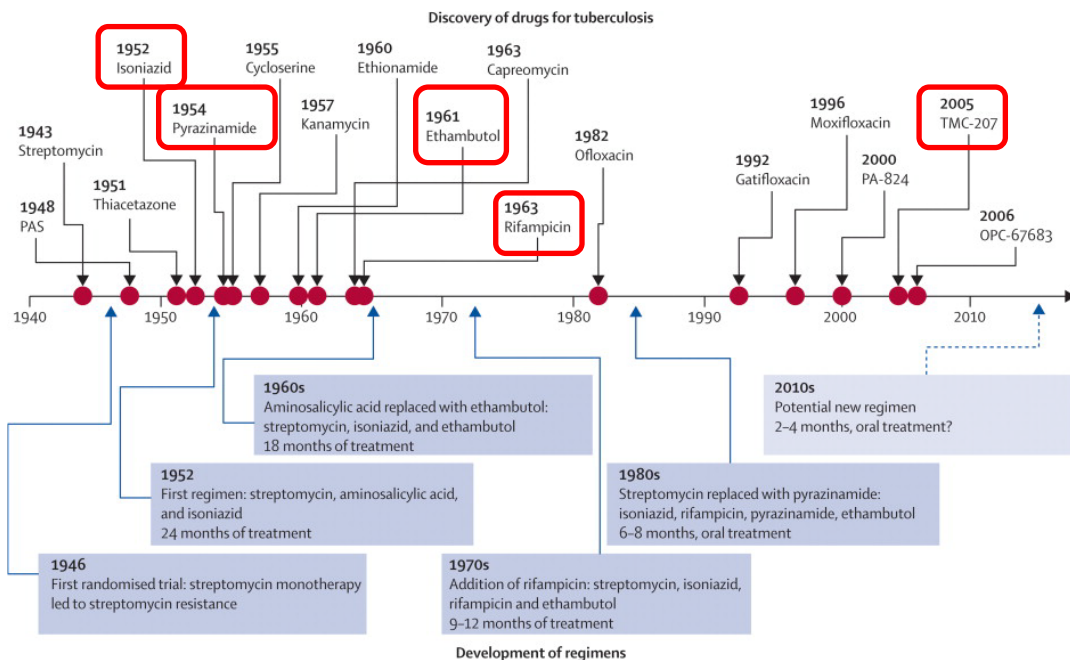 Discovery of drugs for tuberculosis
1952
Isoniazid
1955
Cycloserine
1960
Ethionamide
1963
Capreomycin
1954
Pyrazinamide
1957
Kanamycin
1961
Ethambutol
1996
Moxifloxacin
2005
TMC-207
1943
Streptomycin
1982
Ofloxacin
1992
Gatifloxacin
2000
PA-824
1951
Thiacetazone
1948
PAS
1963
Rifampicin
2006
OPC-67683
1940 1950 1960 1970 1980 1990 2000 2010
1960s
Aminosalicylic acid replaced with ethambutol:
streptomycin, isoniazid, and ethambutol
18 months of treatment
2010s
Potential new regimen
2–4 months, oral treatment?
1952
First regimen: streptomycin, aminosalicylic acid,
and isoniazid
24 months of treatment
1980s
Streptomycin replaced with pyrazinamide:
isoniazid, rifampicin, pyrazinamide, ethambutol
6–8 months, oral treatment
1946
First randomised trial: streptomycin monotherapy
led to streptomycin resistance
1970s
Addition of rifampicin: streptomycin, isoniazid,
rifampicin and ethambutol
9–12 months of treatment
Development of regimens